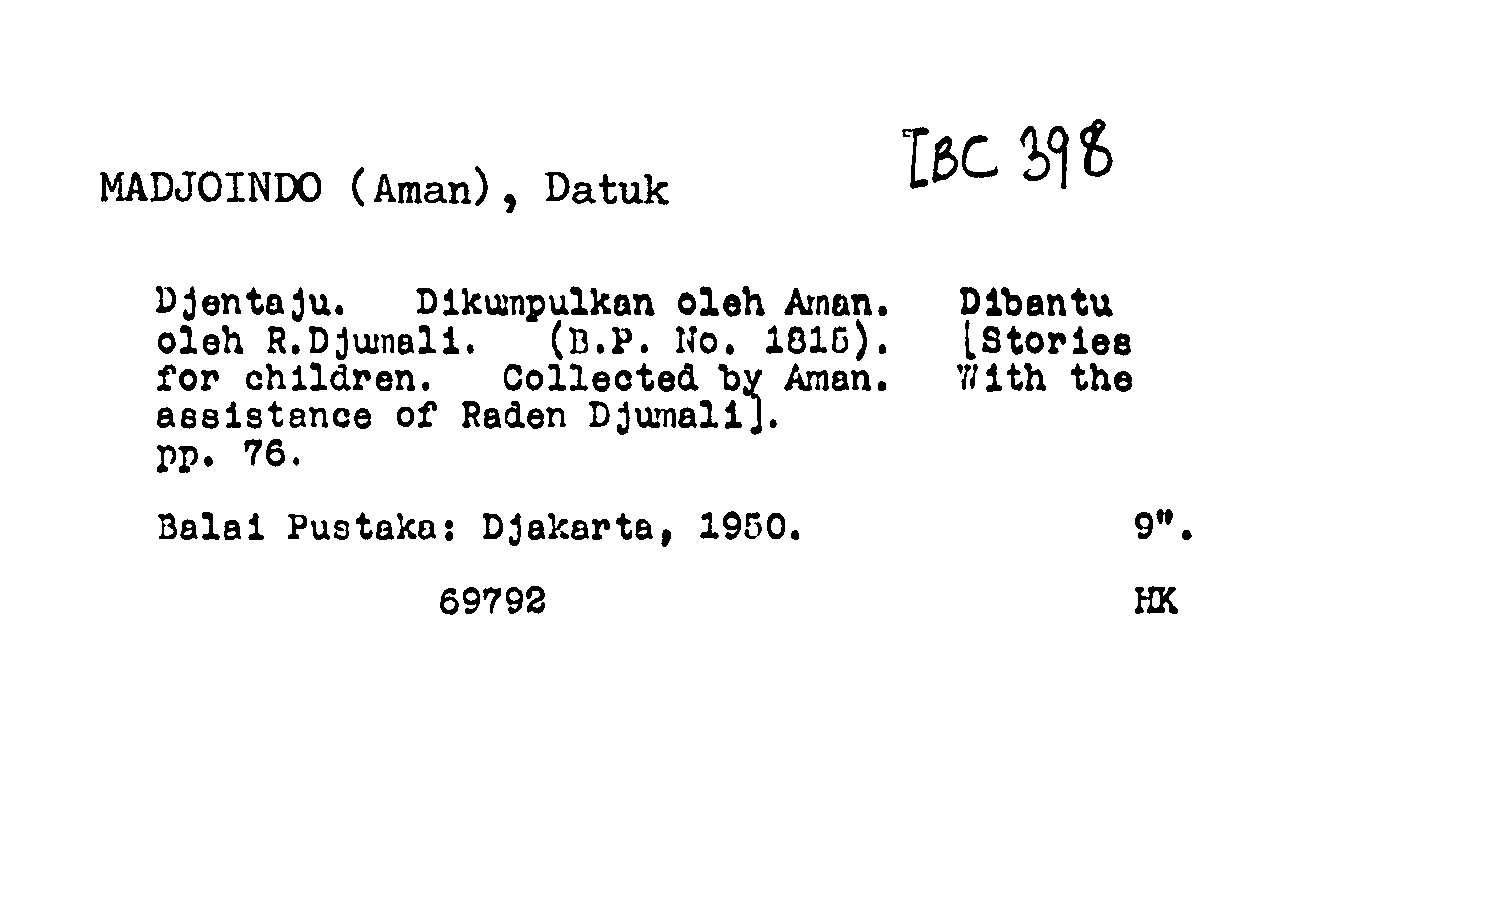 IBC 398
MADJOINDO (Aman), Datuk
Djentaju. Dikumpulkan oleh Aman. Dibantu
oleh R.Djumali. (B.P. No. 1815). [Stories
for children. Collected by Aman. With the
assistance of Raden Djumali].
pp. 76.
Balai Pustaka: Djakarta, 1950. 9".
69792 HK